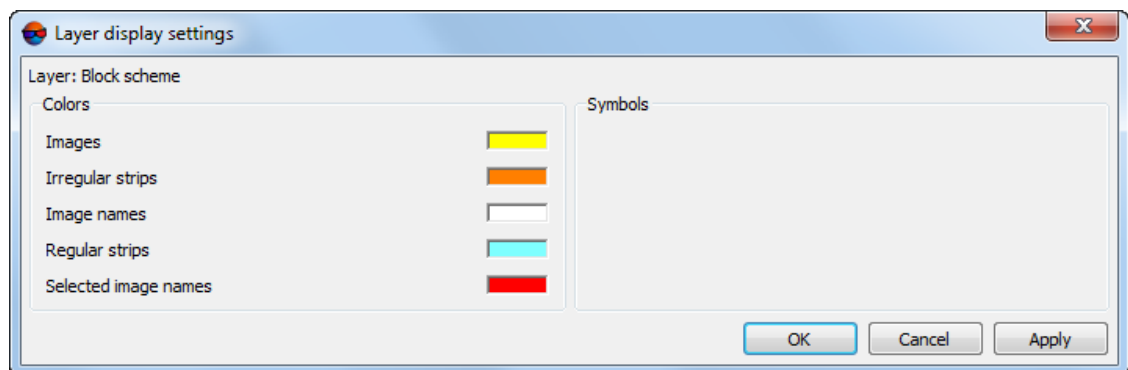 Layer display settings
Layer: Block scheme
Colors
Symbols
Images
Irregular strips
Image names
Regular strips
Selected image names
OK
Cancel
Apply